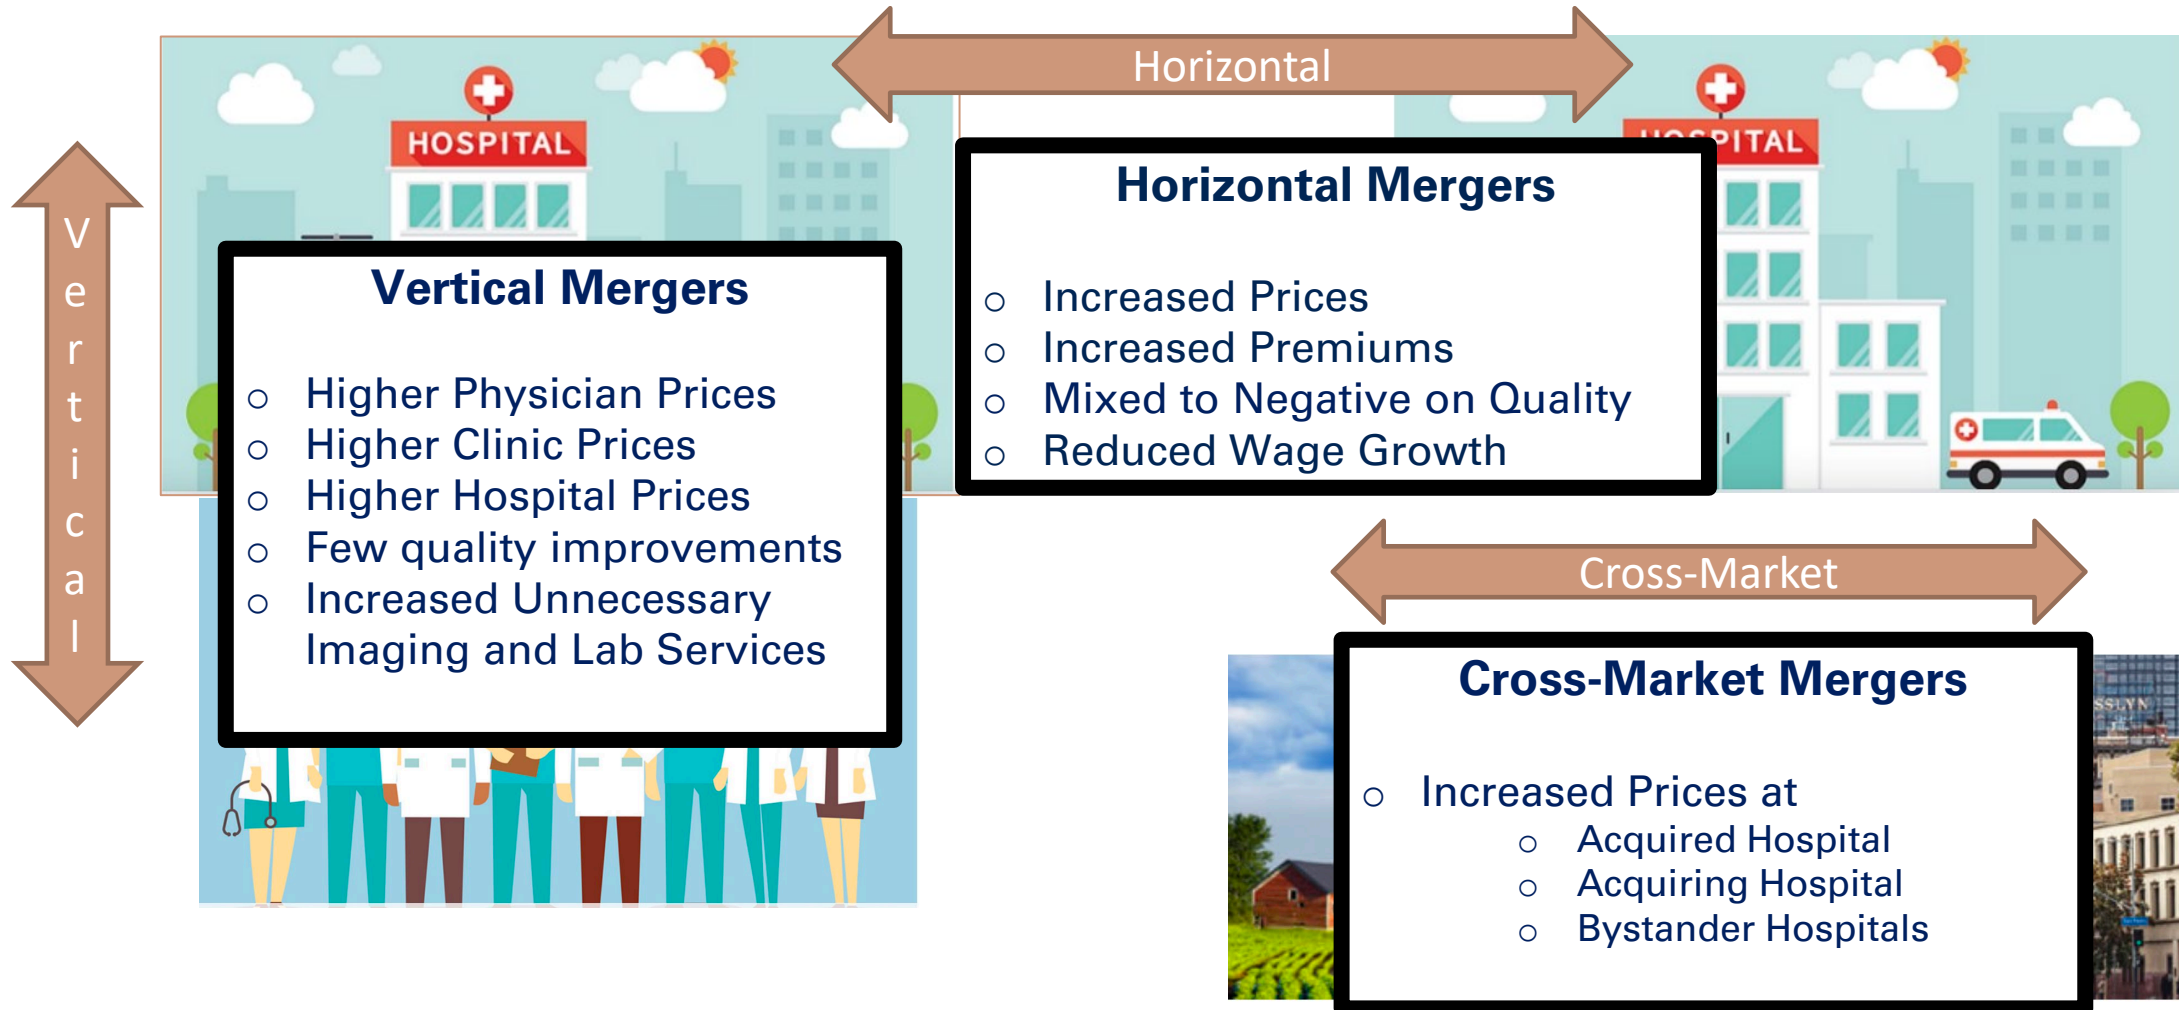 Horizontal
HOSPITAL
Vertical
Vertical Mergers
o Higher Physician Prices
o Higher Clinic Prices
o Higher Hospital Prices
o Few quality improvements
o Increased Unnecessary
Imaging and Lab Services
Horizontal Mergers
o Increased Prices
o Increased Premiums
o Mixed to Negative on Quality
o Reduced Wage Growth
Cross-Market
Cross-Market Mergers
o Increased Prices at
o Acquired Hospital
o Acquiring Hospital
o Bystander Hospitals